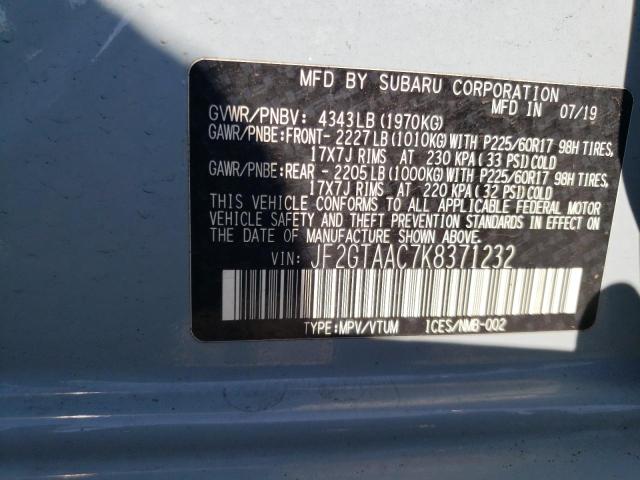 MFD BY SUBARU CORPORATION
MFD IN 07/19
GVWR/PNBV: 4343LB(1970KG)
GAWR/PNBE:FRONT- 2227LB(1010KG)WITH P225/60R17 98H TIRES,
17X7J RIMS AT 230 KPA(33 PSI)COLD
GAWR/PNBE:REAR - 2205LB(1000KG)WITH P225/60R17 98H TIRES,
17X7J RIMS AT 220 KPA(32 PSI)COLD
THIS VEHICLE CONFORMS TO ALL APPLICABLE FEDERAL MOTOR
VEHICLE SAFETY AND THEFT PREVENTION STANDARDS IN EFFECT ON
DATE OF MANUFACTURE SHOWN ABOVE.
VIN: JF2GTAAC7K8371232
TYPE:MPV/VTUM ICES/NMB-002